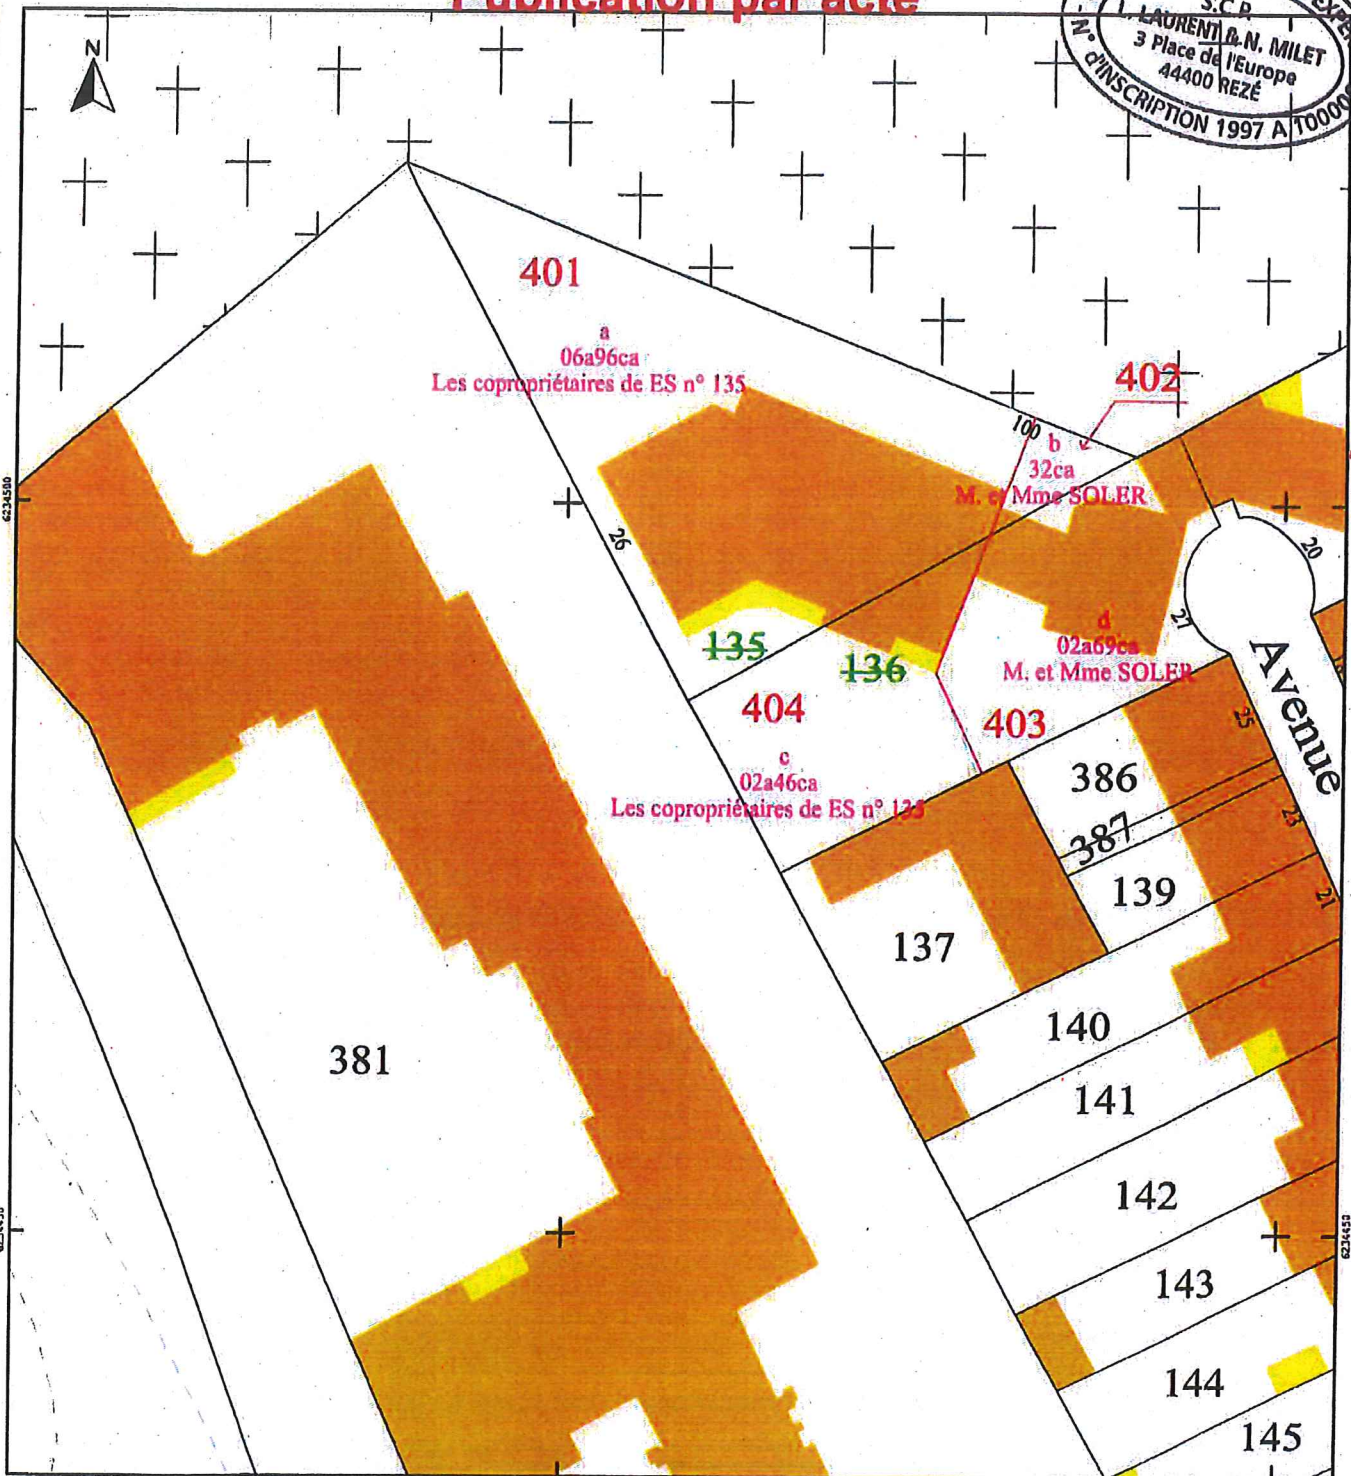 Publication par acte
S.C.P.
L. LAURENT & N. MILET
3 Place de l'Europe
44400 REZÉ
N° d'INSCRIPTION 1997 A T0000
N
401
a
06a96ca
Les copropriétaires de ES n° 135
402
100
b
32ca
M. et Mme SOLER
6234500
26
20
27
135
136
d
02a69ca
M. et Mme SOLER
Avenue
404
403
c
02a46ca
Les copropriétaires de ES n° 135
25
386
387
23
139
21
137
140
381
141
142
6234450
143
144
145